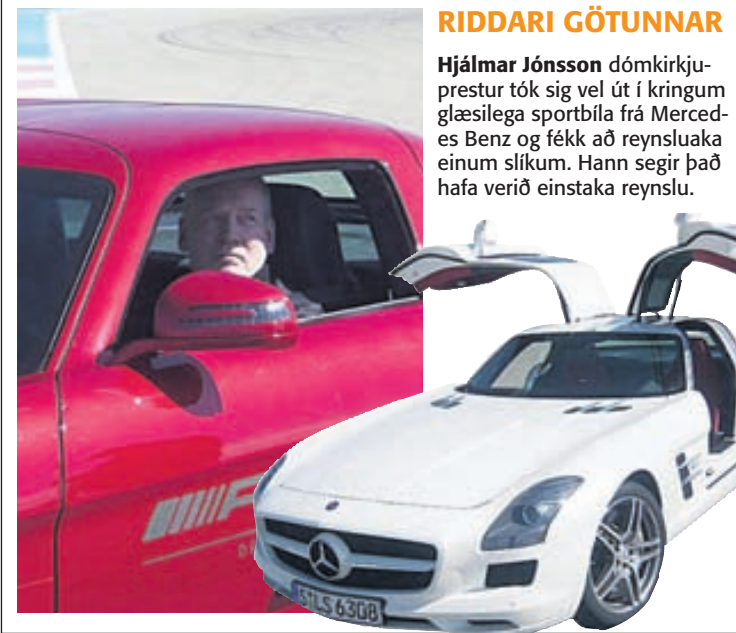 RIDDARI GÖTUNNAR
Hjálmar Jónsson dómkirkju-
prestur tók sig vel út í kringum
glæsilega sportbíla frá Merced-
es Benz og fékk að reynsluaka
einum slíkum. Hann segir það
hafa verið einstaka reynslu.
S LS 6308